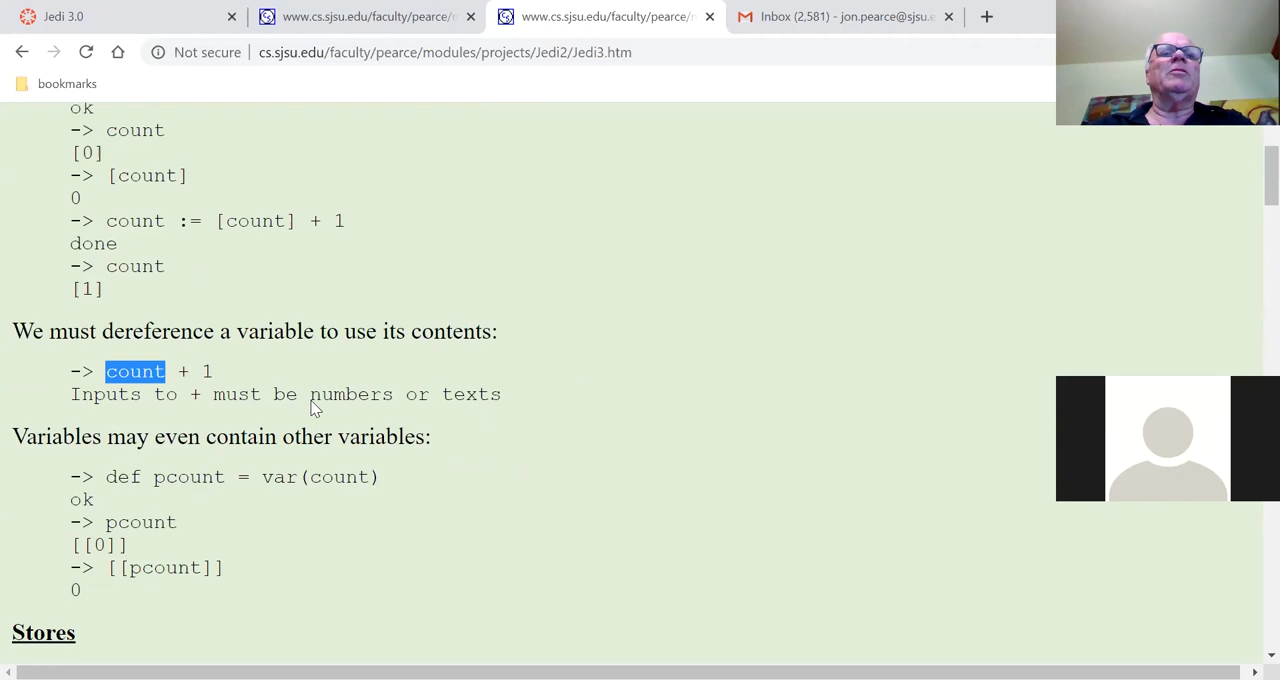 Jedi 3.0
www.cs.sjsu.edu/faculty/pearce/m
www.cs.sjsu.edu/faculty/pearce/m
Inbox (2,581) - jon.pearce@sjsu.e
Not secure
cs.sjsu.edu/faculty/pearce/modules/projects/Jedi2/Jedi3.htm
bookmarks
ok
-> count
[0]
-> [count]
0
-> count := [count] + 1
done
-> count
[1]
We must dereference a variable to use its contents:
-> count + 1
Inputs to + must be numbers or texts
Variables may even contain other variables:
-> def pcount = var(count)
ok
-> pcount
[[0]]
-> [[pcount]]
0
Stores